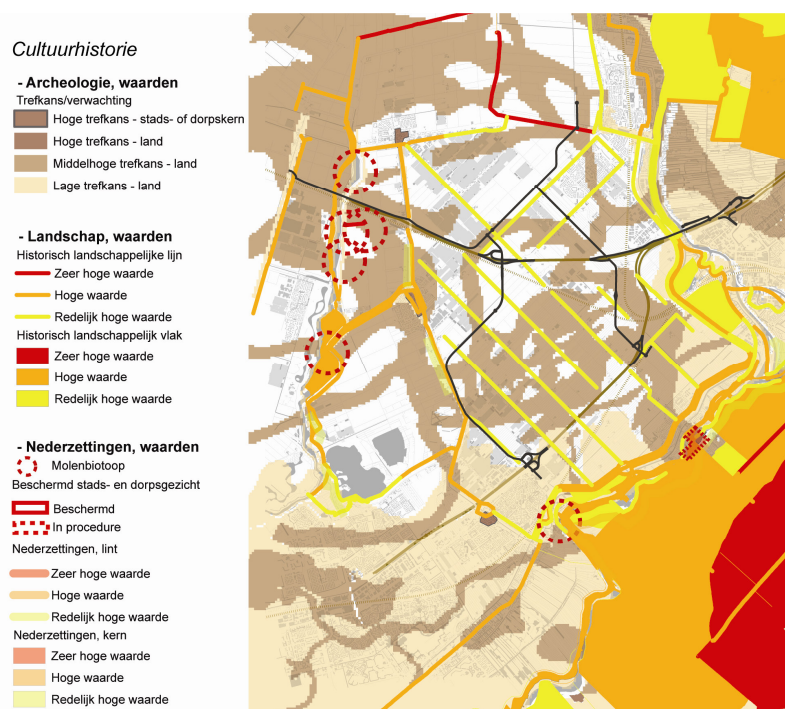 Cultuurhistorie
- Archeologie, waarden
Trefkans/verwachting
Hoge trefkans - stads- of dorpskern
Hoge trefkans - land
Middelhoge trefkans - land
Lage trefkans - land
- Landschap, waarden
Historisch landschappelijke lijn
Zeer hoge waarde
Hoge waarde
Redelijk hoge waarde
Historisch landschappelijk vlak
Zeer hoge waarde
Hoge waarde
Redelijk hoge waarde
- Nederzettingen, waarden
Molenbiotoop
Beschermd stads- en dorpsgezicht
Beschermd
In procedure
Nederzettingen, lint
Zeer hoge waarde
Hoge waarde
Redelijk hoge waarde
Nederzettingen, kern
Zeer hoge waarde
Hoge waarde
Redelijk hoge waarde